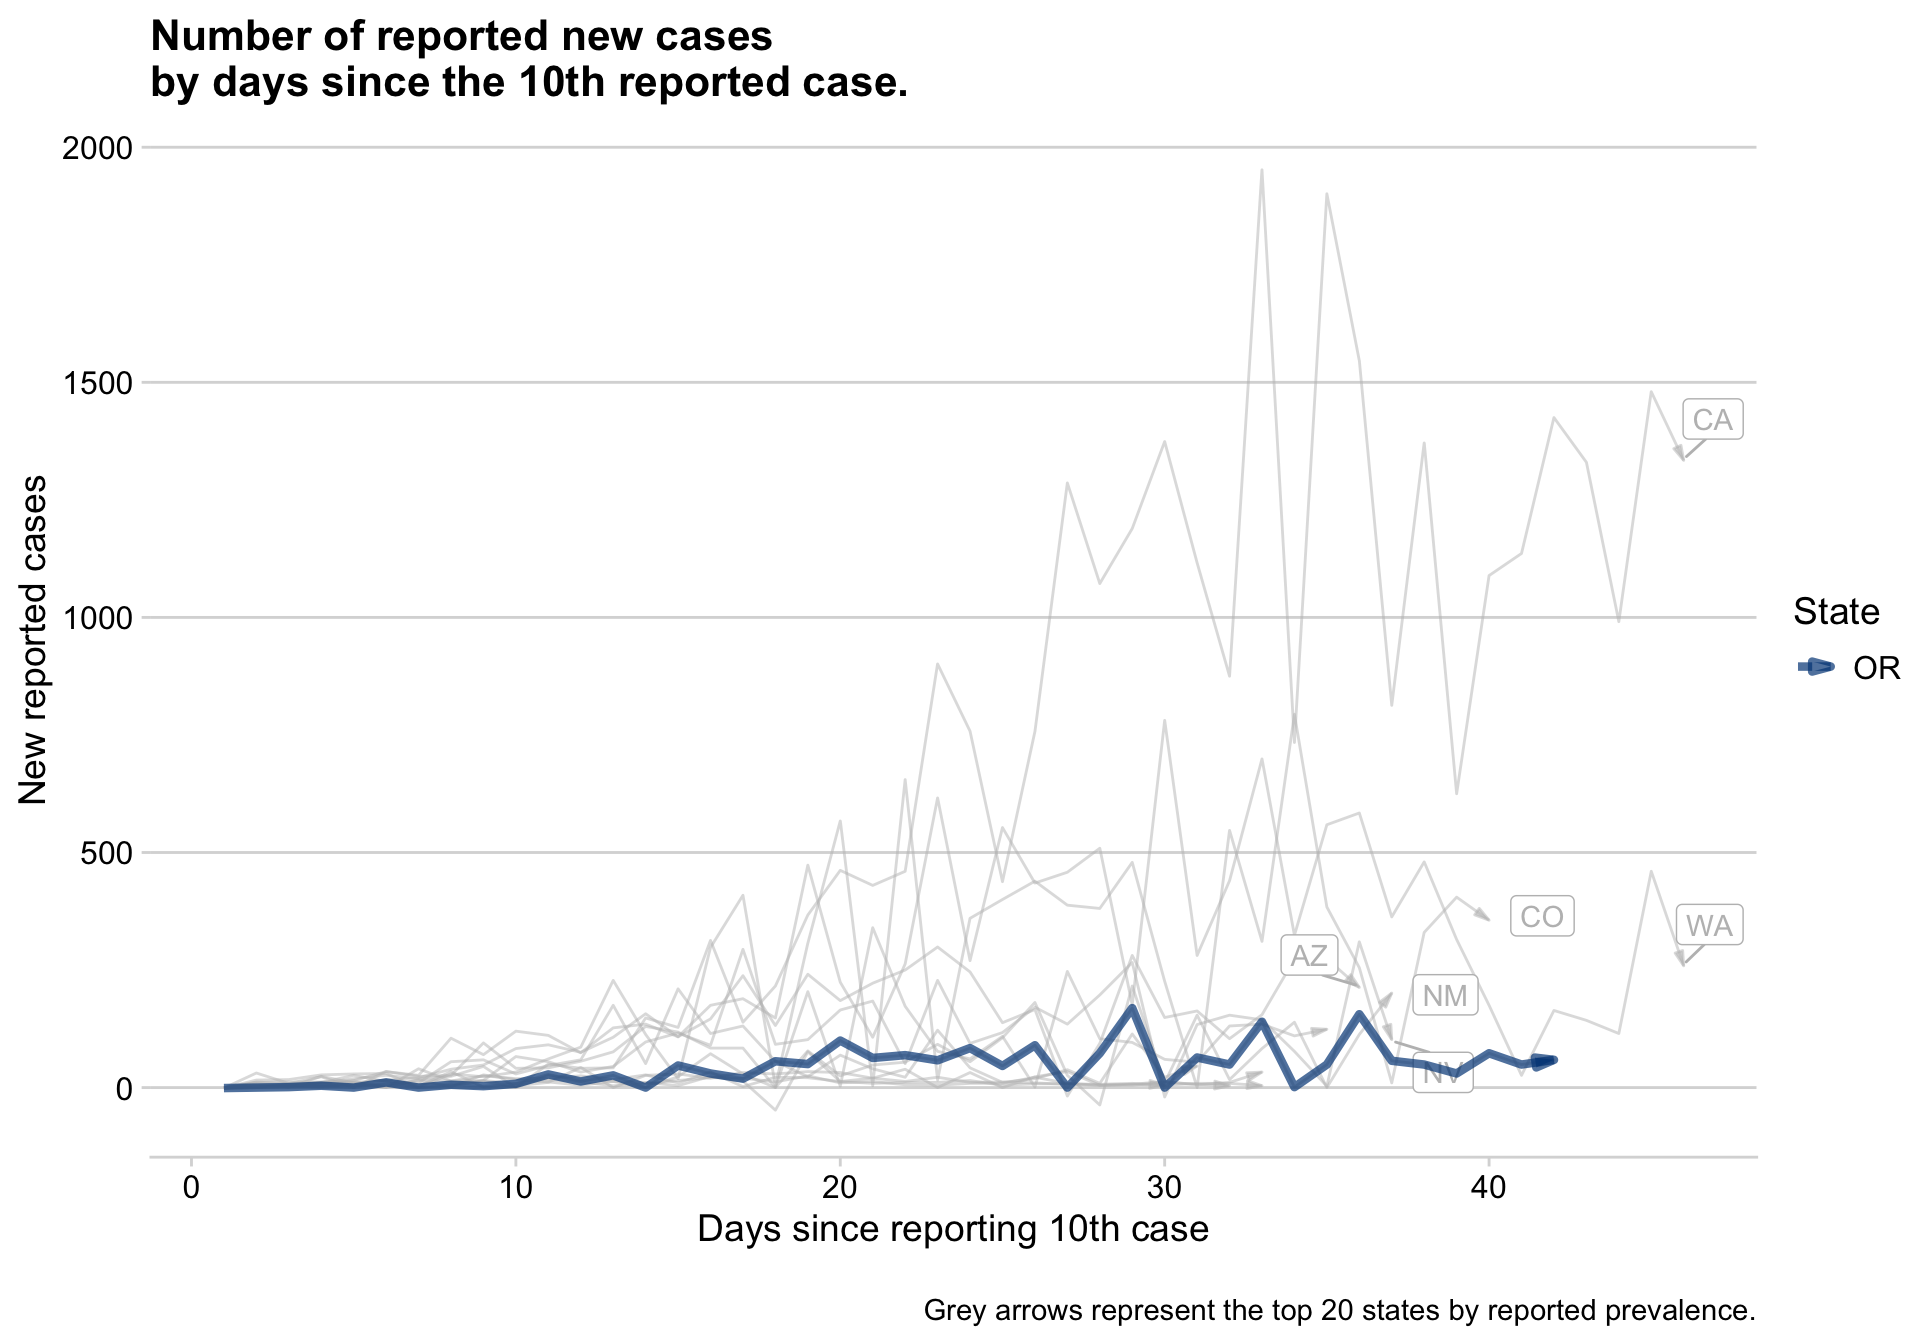 Number of reported new cases
by days since the 10th reported case.
New reported cases
2000
1500
1000
500
0
CA
CO
WA
AZ
NM
NV
0 10 20 30 40
Days since reporting 10th case
State
OR
Grey arrows represent the top 20 states by reported prevalence.